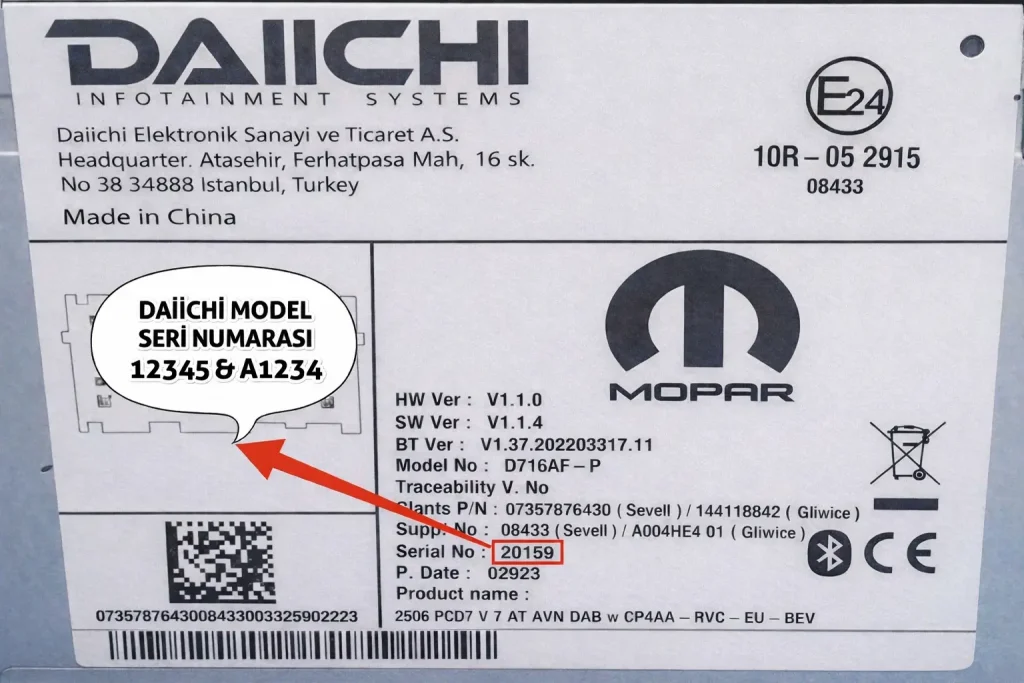 DAIICHI
INFOTAINMENT SYSTEMS
Daiichi Elektronik Sanayi ve Ticaret A.S.
Headquarter. Atasehir, Ferhatpasa Mah, 16 sk.
No 38 34888 Istanbul, Turkey
Made in China
E24
10R – 05 2915
08433
DAİİCHİ MODEL
SERİ NUMARASI
12345 & A1234
MOPAR
HW Ver : V1.1.0
SW Ver : V1.1.4
BT Ver : V1.37.202203317.11
Model No : D716AF – P
Traceability V. No
Slants P/N : 07357876430 ( Sevell ) / 144118842 ( Gliwice )
Suppl No : 08433 ( Sevell ) / A004HE4 01 ( Gliwice )
Serial No : 20159
P. Date : 02923
Product name :
2506 PCD7 V 7 AT AVN DAB w CP4AA – RVC – EU – BEV
CE
0735787643008433003325902223